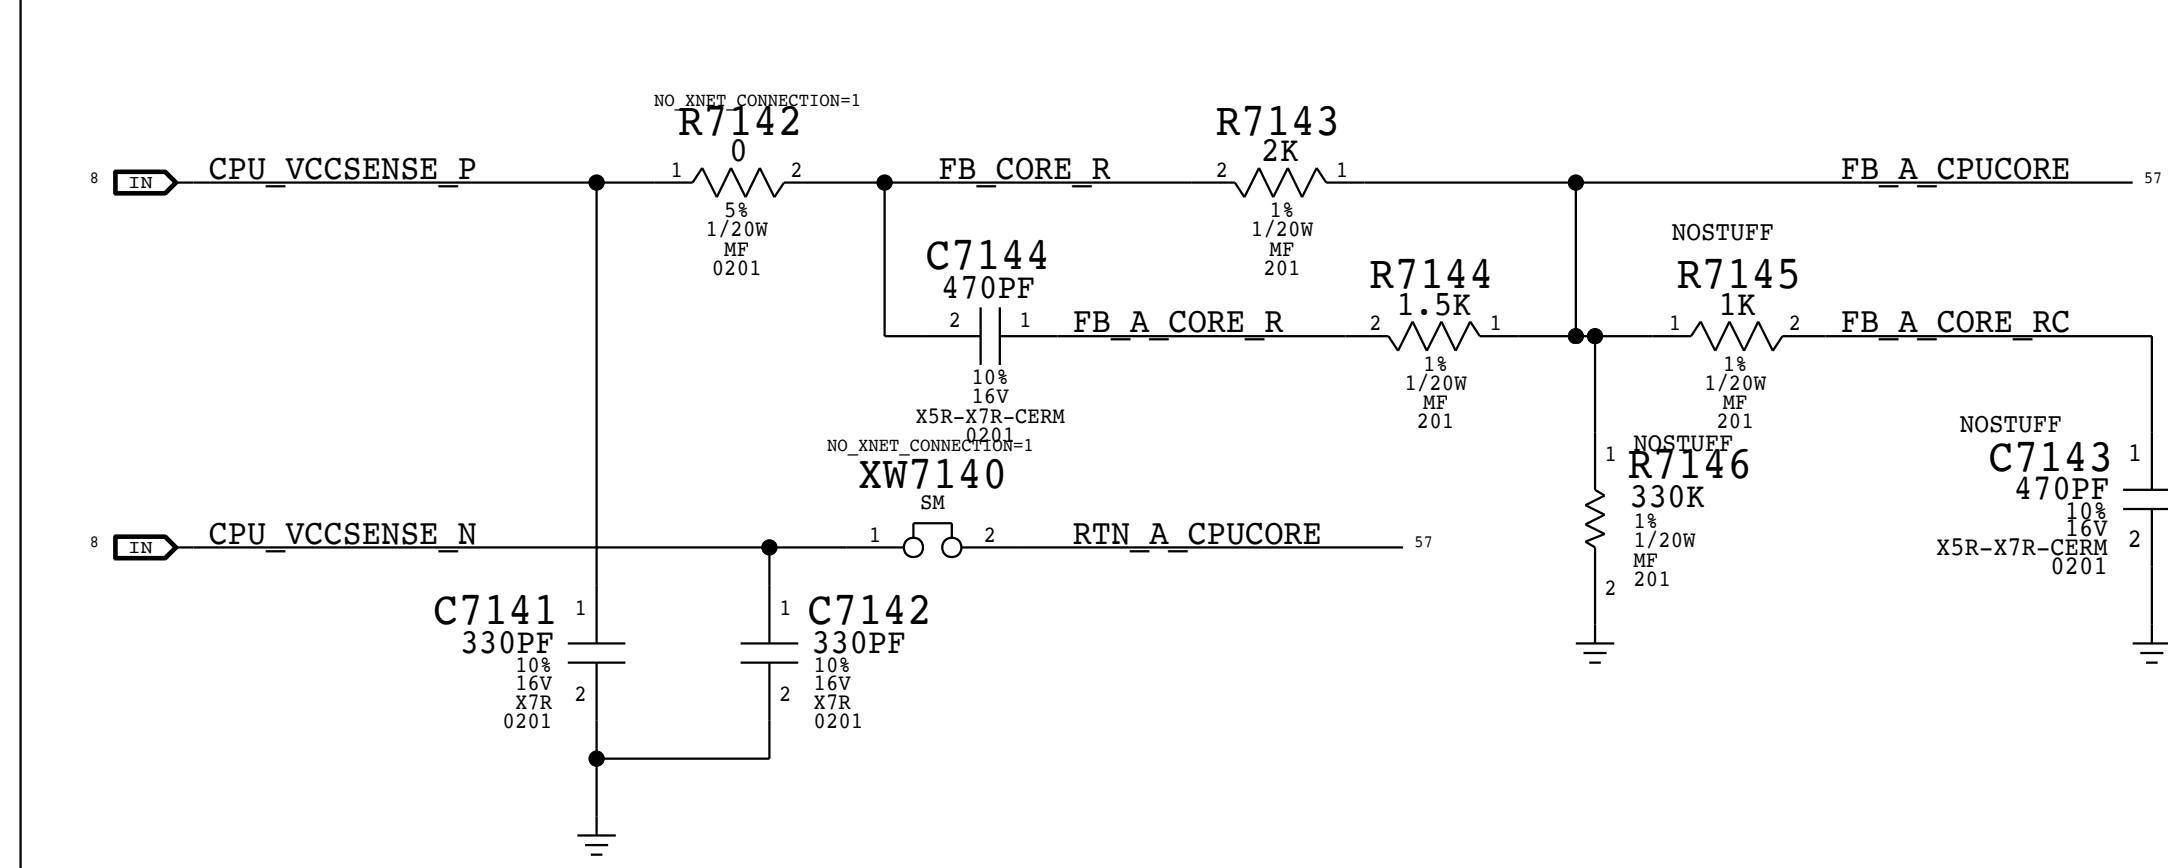 NO_XNET_CONNECTION=1
R7142
0
1
2
5%
1/20W
MF
0201
8
IN
CPU_VCCSENSE_P
FB_CORE_R
R7143
2K
2
1
1%
1/20W
MF
201
FB_A_CPUCORE
57
C7144
470PF
2
1
10%
16V
X5R-X7R-CERM
0201
FB_A_CORE_R
R7144
1.5K
2
1
1%
1/20W
MF
201
NOSTUFF
R7145
1K
1
2
1%
1/20W
MF
201
FB_A_CORE_RC
NO_XNET_CONNECTION=1
XW7140
SM
1
2
8
IN
CPU_VCCSENSE_N
RTN_A_CPUCORE
57
NOSTUFF
1
R7146
330K
1%
1/20W
MF
201
2
NOSTUFF
C7143
1
470PF
10%
16V
X5R-X7R-CERM
2
0201
C7141
1
330PF
10%
16V
X7R
2
0201
1
C7142
330PF
10%
16V
2
X7R
0201